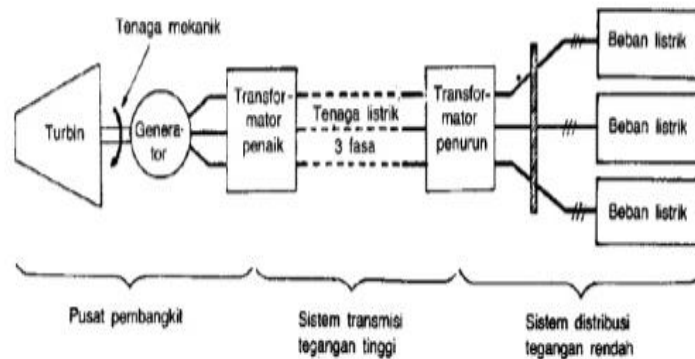 Tenaga mekanik
Turbin
Genera-
tor
Transfor-
mator
penaik
Tenaga listrik
3 fasa
Transfor-
mator
penurun
Beban listrik
Beban listrik
Beban listrik
Pusat pembangkit
Sistem transmisi
tegangan tinggi
Sistem distribusi
tegangan rendah